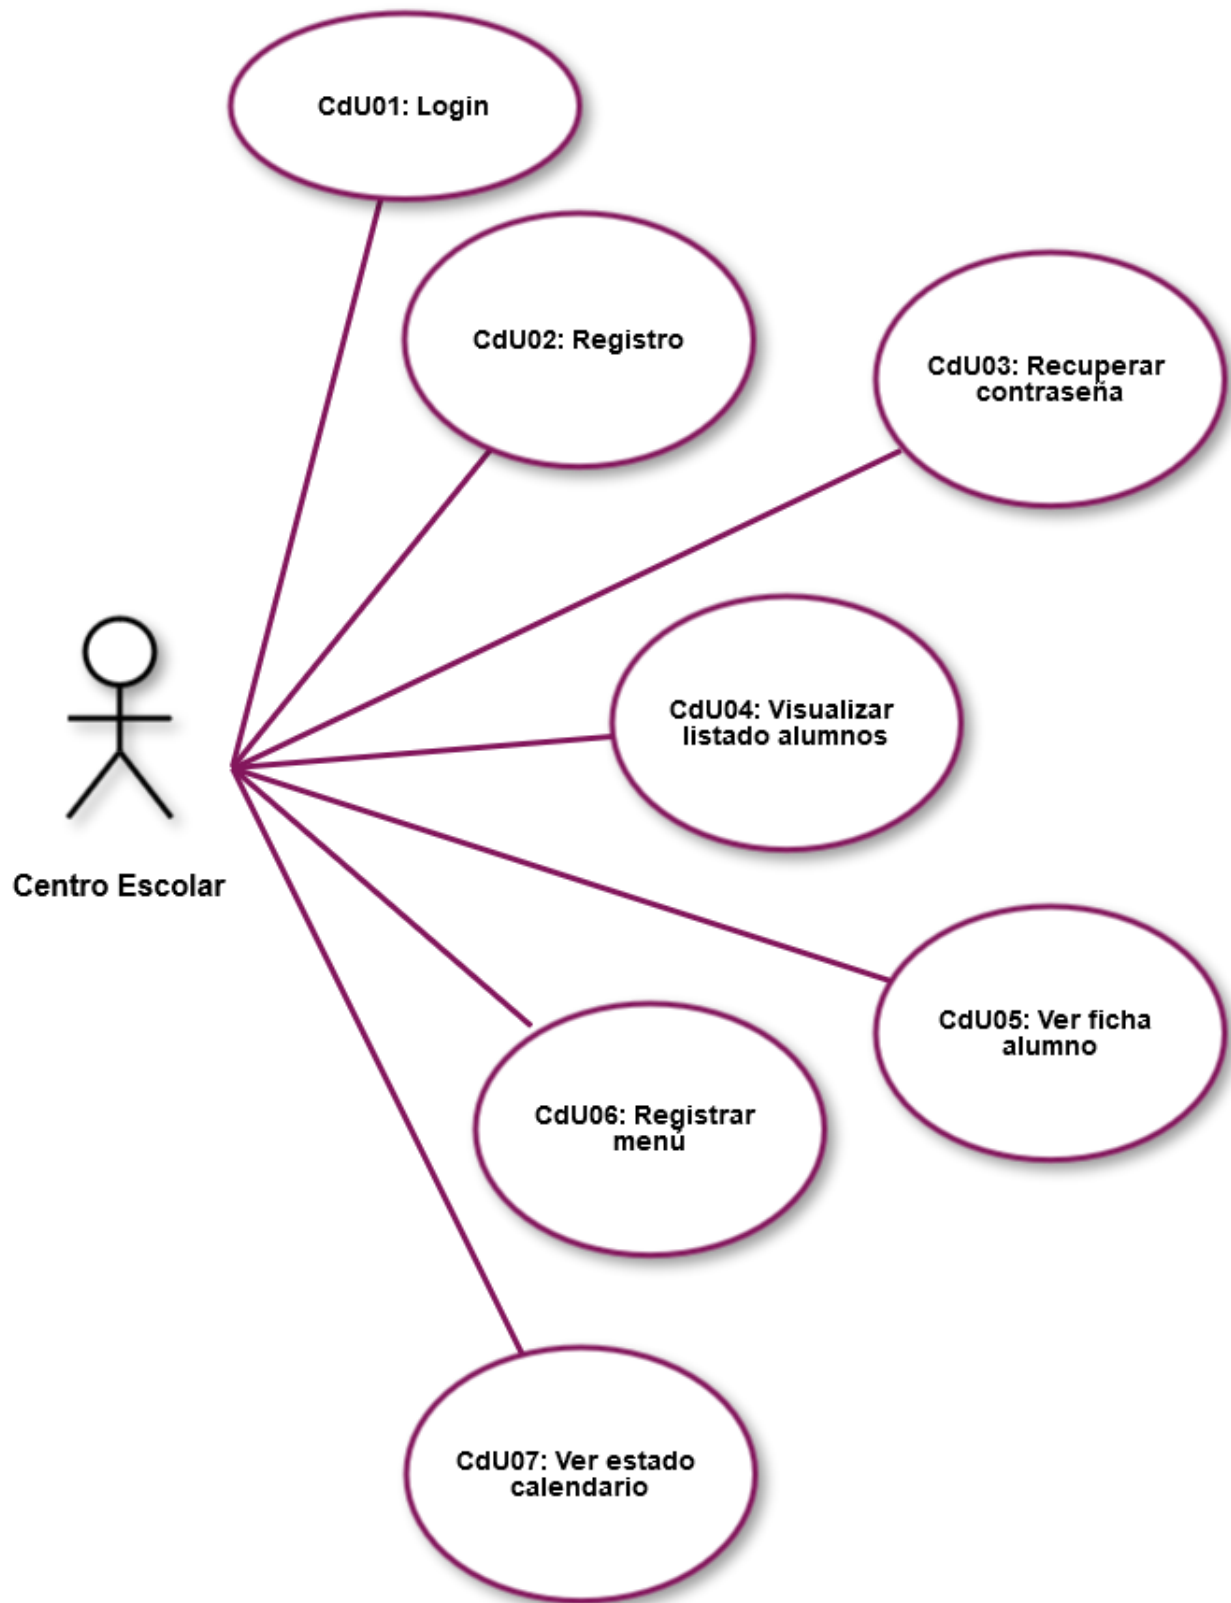 CdU01: Login
CdU02: Registro
CdU03: Recuperar
contraseña
CdU04: Visualizar
listado alumnos
Centro Escolar
CdU05: Ver ficha
alumno
CdU06: Registrar
menú
CdU07: Ver estado
calendario